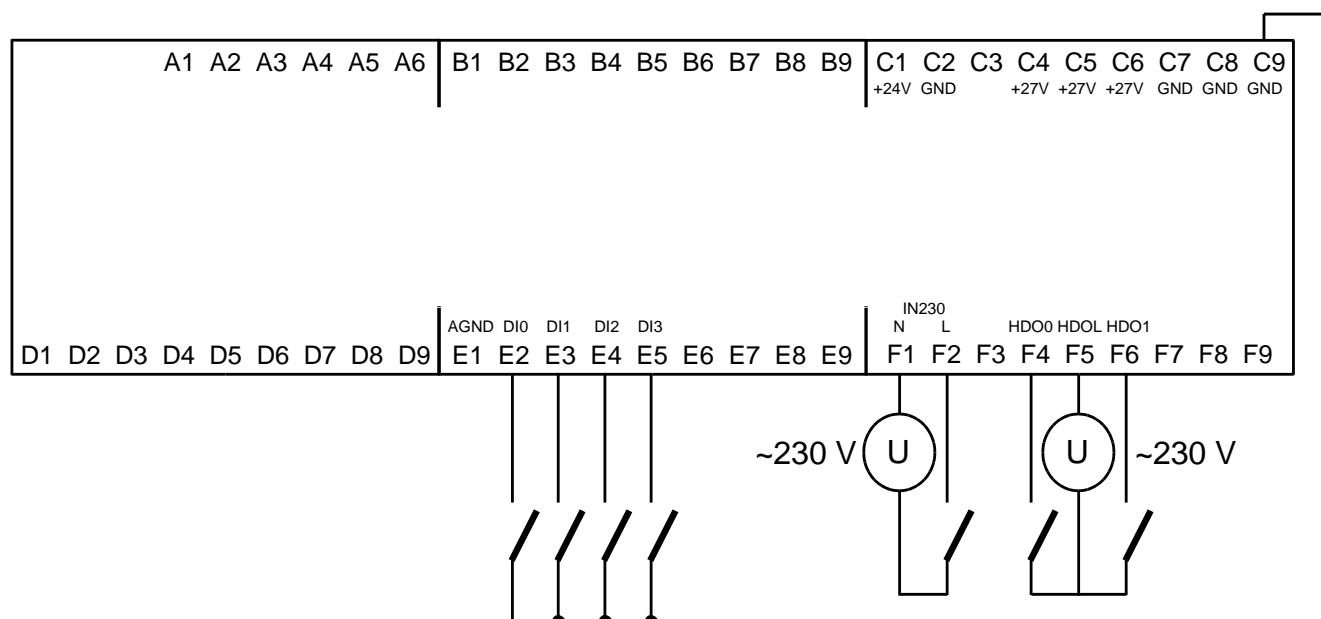 A1 A2 A3 A4 A5 A6 B1 B2 B3 B4 B5 B6 B7 B8 B9 C1 C2 C3 C4 C5 C6 C7 C8 C9
+24V GND +27V +27V +27V GND GND GND
IN230
AGND DI0 DI1 DI2 DI3 N L HDO0 HDOL HDO1
D1 D2 D3 D4 D5 D6 D7 D8 D9 E1 E2 E3 E4 E5 E6 E7 E8 E9 F1 F2 F3 F4 F5 F6 F7 F8 F9
~230 V U U ~230 V